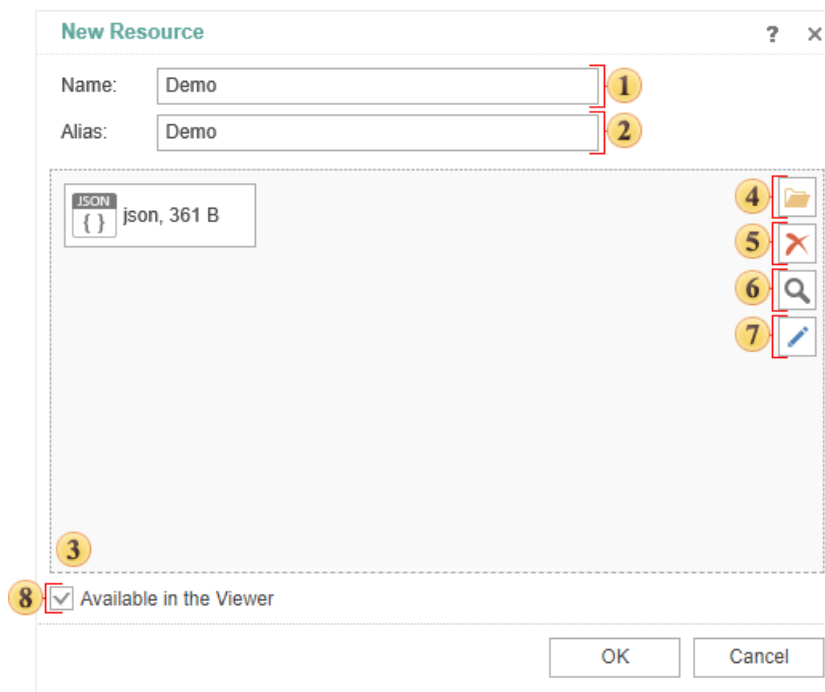 New Resource ? ×
Name: Demo 1
Alias: Demo 2
JSON
{ } json, 361 B
4
5
6
7
3
8 Available in the Viewer
OK Cancel